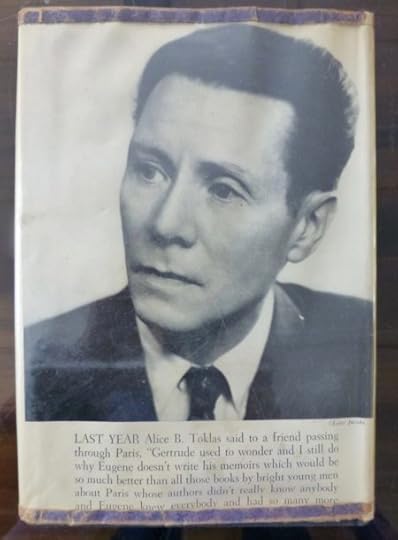 LAST YEAR Alice B. Toklas said to a friend passing
through Paris, "Gertrude used to wonder and I still do
why Eugene doesn't write his memoirs which would be
so much better than all those books by bright young men
about Paris whose authors didn't really know anybody
and Eugene knew everybody and had so many more